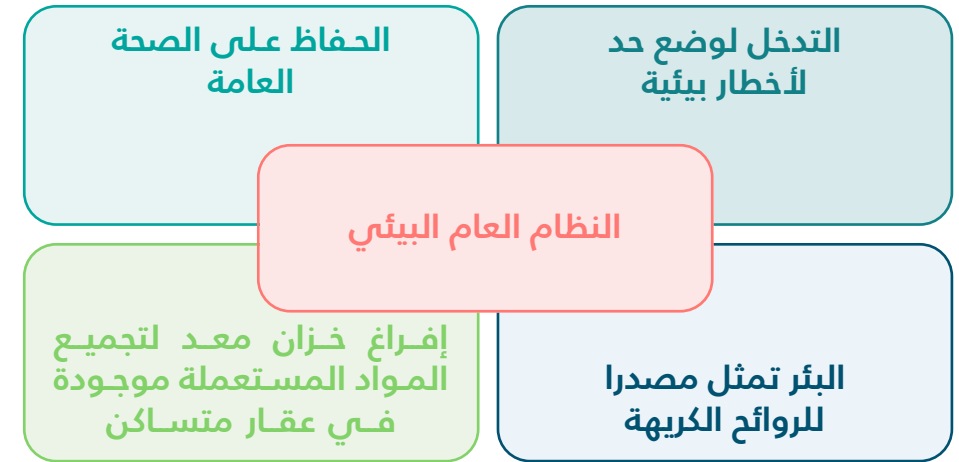 التدخل لوضع حد
لأخطار بيئية
الحفاظ على الصحة
العامة
النظام العام البيئي
البئر تمثل مصدرا
للروائح الكريهة
إفراغ خزان معد لتجميع
المواد المستعملة موجودة
في عقار متساكن